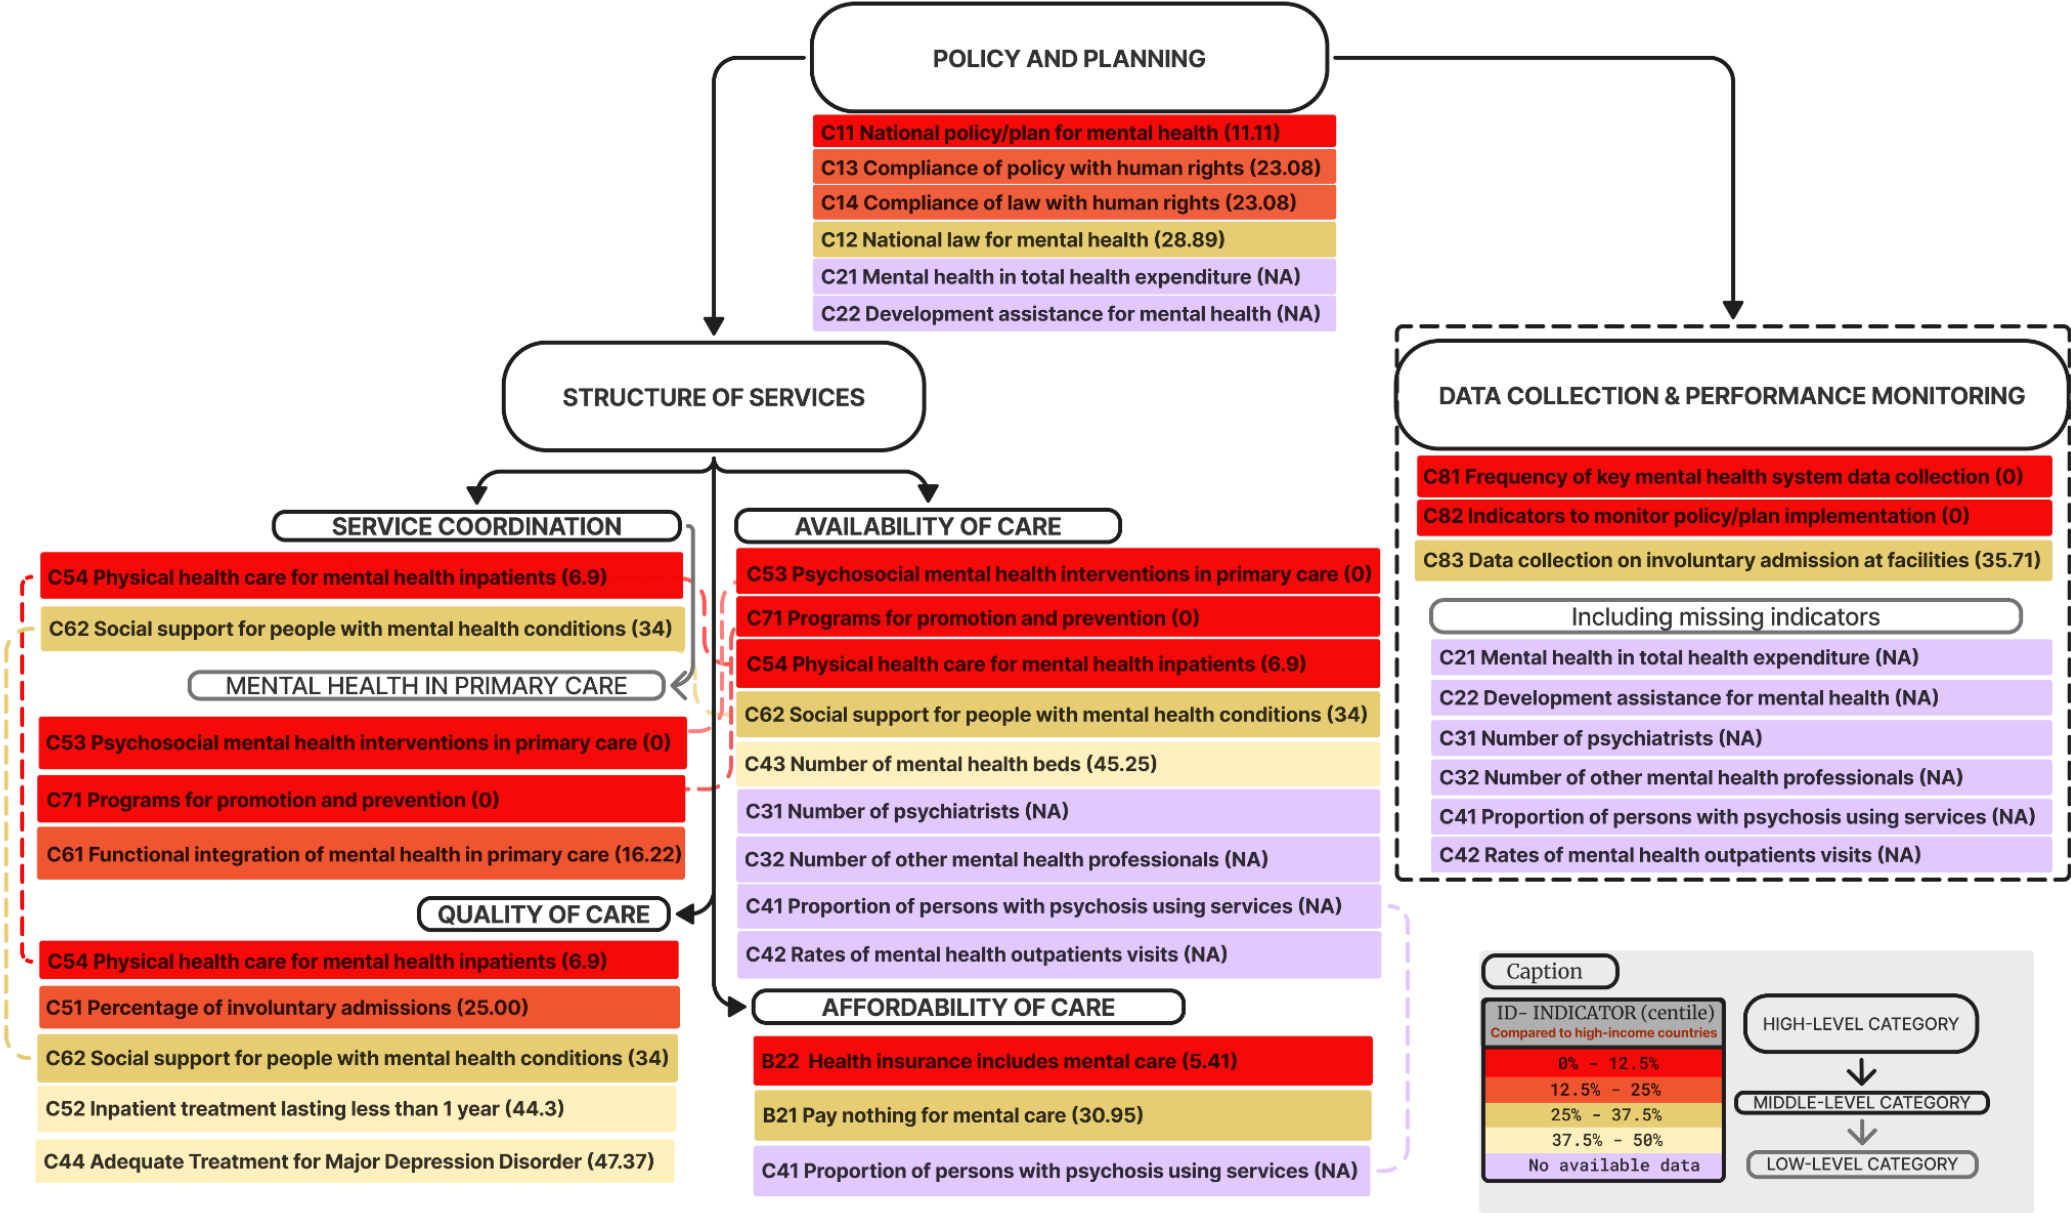 POLICY AND PLANNING
C11 National policy/plan for mental health (11.11)
C13 Compliance of policy with human rights (23.08)
C14 Compliance of law with human rights (23.08)
C12 National law for mental health (28.89)
C21 Mental health in total health expenditure (NA)
C22 Development assistance for mental health (NA)
STRUCTURE OF SERVICES
SERVICE COORDINATION
C54 Physical health care for mental health inpatients (6.9)
C62 Social support for people with mental health conditions (34)
MENTAL HEALTH IN PRIMARY CARE
C53 Psychosocial mental health interventions in primary care (0)
C71 Programs for promotion and prevention (0)
C61 Functional integration of mental health in primary care (16.22)
QUALITY OF CARE
C54 Physical health care for mental health inpatients (6.9)
C51 Percentage of involuntary admissions (25.00)
C62 Social support for people with mental health conditions (34)
C52 Inpatient treatment lasting less than 1 year (44.3)
C44 Adequate Treatment for Major Depression Disorder (47.37)
AVAILABILITY OF CARE
C53 Psychosocial mental health interventions in primary care (0)
C71 Programs for promotion and prevention (0)
C54 Physical health care for mental health inpatients (6.9)
C62 Social support for people with mental health conditions (34)
C43 Number of mental health beds (45.25)
C31 Number of psychiatrists (NA)
C32 Number of other mental health professionals (NA)
C41 Proportion of persons with psychosis using services (NA)
C42 Rates of mental health outpatients visits (NA)
AFFORDABILITY OF CARE
B22 Health insurance includes mental care (5.41)
B21 Pay nothing for mental care (30.95)
C41 Proportion of persons with psychosis using services (NA)
DATA COLLECTION & PERFORMANCE MONITORING
C81 Frequency of key mental health system data collection (0)
C82 Indicators to monitor policy/plan implementation (0)
C83 Data collection on involuntary admission at facilities (35.71)
Including missing indicators
C21 Mental health in total health expenditure (NA)
C22 Development assistance for mental health (NA)
C31 Number of psychiatrists (NA)
C32 Number of other mental health professionals (NA)
C41 Proportion of persons with psychosis using services (NA)
C42 Rates of mental health outpatients visits (NA)
Caption
ID- INDICATOR (centile)
Compared to high-income countries
0% - 12.5%
12.5% - 25%
25% - 37.5%
37.5% - 50%
No available data
HIGH-LEVEL CATEGORY
MIDDLE-LEVEL CATEGORY
LOW-LEVEL CATEGORY